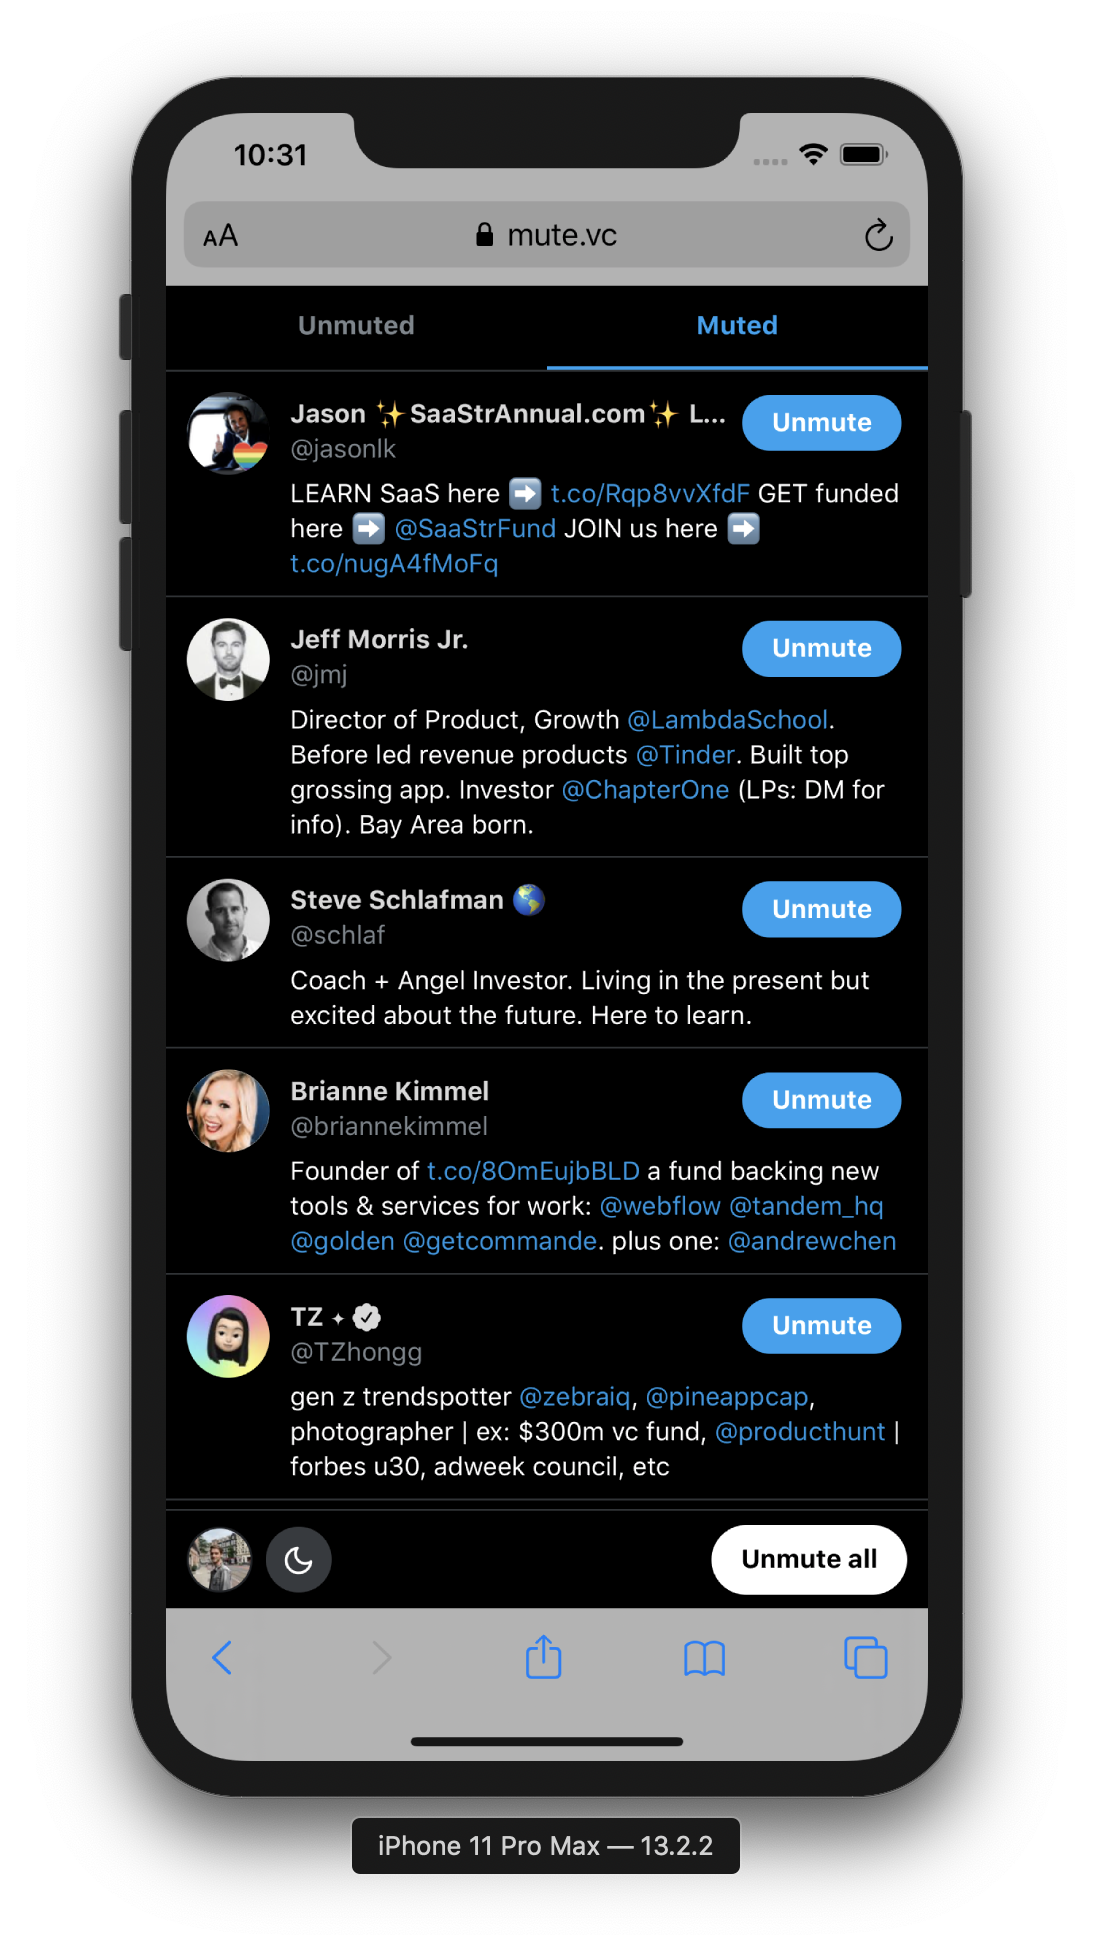 10:31
AA
mute.vc
Unmuted
Muted
Jason ✨SaaStrAnnual.com✨ L...
Unmute
@jasonlk
LEARN SaaS here ➡️ t.co/Rqp8vvXfdF GET funded
here ➡️ @SaaStrFund JOIN us here ➡️
t.co/nugA4fMoFq
Jeff Morris Jr.
Unmute
@jmj
Director of Product, Growth @LambdaSchool.
Before led revenue products @Tinder. Built top
grossing app. Investor @ChapterOne (LPs: DM for
info). Bay Area born.
Steve Schlafman 🌎
Unmute
@schlaf
Coach + Angel Investor. Living in the present but
excited about the future. Here to learn.
Brianne Kimmel
Unmute
@briannekimmel
Founder of t.co/8OmEujbBLD a fund backing new
tools & services for work: @webflow @tandem_hq
@golden @getcommande. plus one: @andrewchen
TZ ✦
Unmute
@TZhongg
gen z trendspotter @zebraiq, @pineappcap,
photographer | ex: $300m vc fund, @producthunt |
forbes u30, adweek council, etc
Unmute all
iPhone 11 Pro Max — 13.2.2